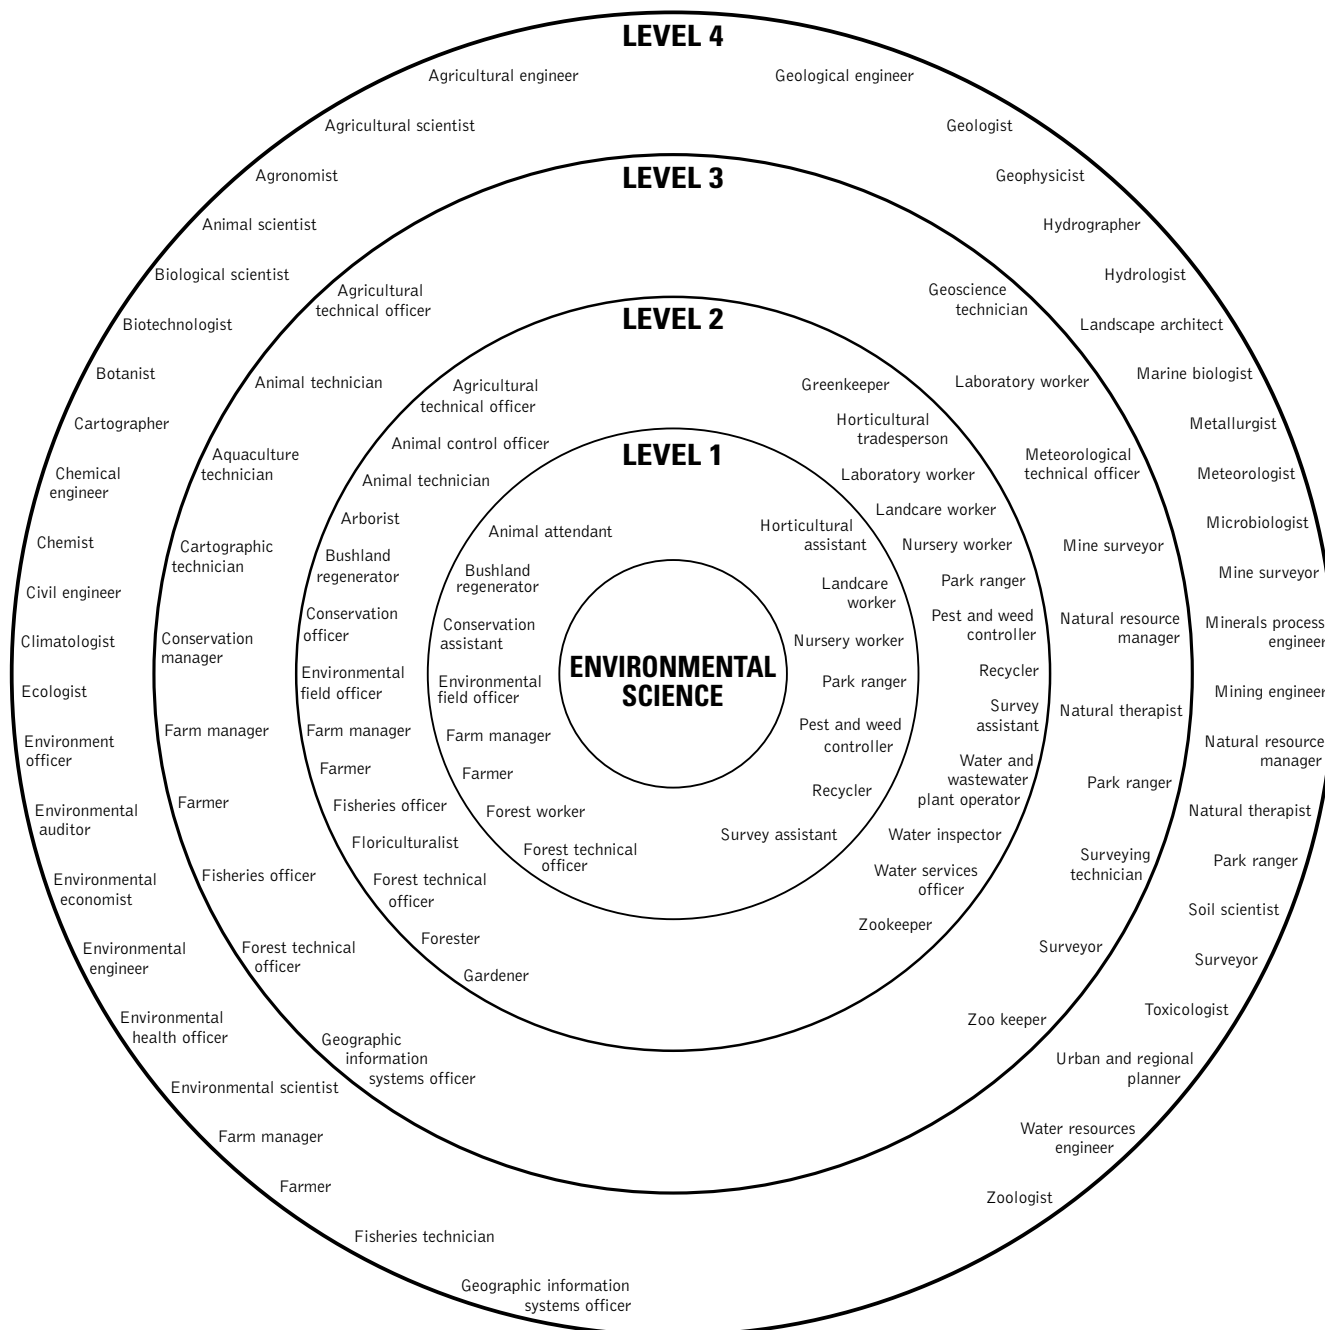 LEVEL 4
Agricultural engineer
Agricultural scientist
Agronomist
Animal scientist
Biological scientist
Biotechnologist
Botanist
Cartographer
Chemical
engineer
Chemist
Civil engineer
Climatologist
Ecologist
Environment
officer
Environmental
auditor
Environmental
economist
Environmental
engineer
Environmental
health officer
Environmental scientist
Farm manager
Farmer
Fisheries technician
Geographic information
systems officer
Geological engineer
Geologist
Geophysicist
Hydrographer
Hydrologist
Landscape architect
Marine biologist
Metallurgist
Meteorologist
Microbiologist
Mine surveyor
Minerals process
engineer
Mining engineer
Natural resource
manager
Natural therapist
Park ranger
Soil scientist
Surveyor
Toxicologist
Urban and regional
planner
Water resources
engineer
Zoologist
LEVEL 3
Agricultural
technical officer
Animal technician
Aquaculture
technician
Cartographic
technician
Conservation
manager
Farm manager
Farmer
Fisheries officer
Forest technical
officer
Geographic
information
systems officer
Geoscience
technician
Laboratory worker
Meteorological
technical officer
Mine surveyor
Natural resource
manager
Natural therapist
Park ranger
Surveying
technician
Surveyor
Zoo keeper
LEVEL 2
Agricultural
technical officer
Animal control officer
Animal technician
Arborist
Bushland
regenerator
Conservation
officer
Environmental
field officer
Farm manager
Farmer
Fisheries officer
Floriculturalist
Forest technical
officer
Forester
Gardener
Greenkeeper
Horticultural
tradesperson
Laboratory worker
Landcare worker
Nursery worker
Park ranger
Pest and weed
controller
Recycler
Survey
assistant
Water and
wastewater
plant operator
Water inspector
Water services
officer
Zookeeper
LEVEL 1
Animal attendant
Bushland
regenerator
Conservation
assistant
Environmental
field officer
Farm manager
Farmer
Forest worker
Forest technical
officer
Horticultural
assistant
Landcare
worker
Nursery worker
Park ranger
Pest and weed
controller
Recycler
Survey assistant
ENVIRONMENTAL
SCIENCE